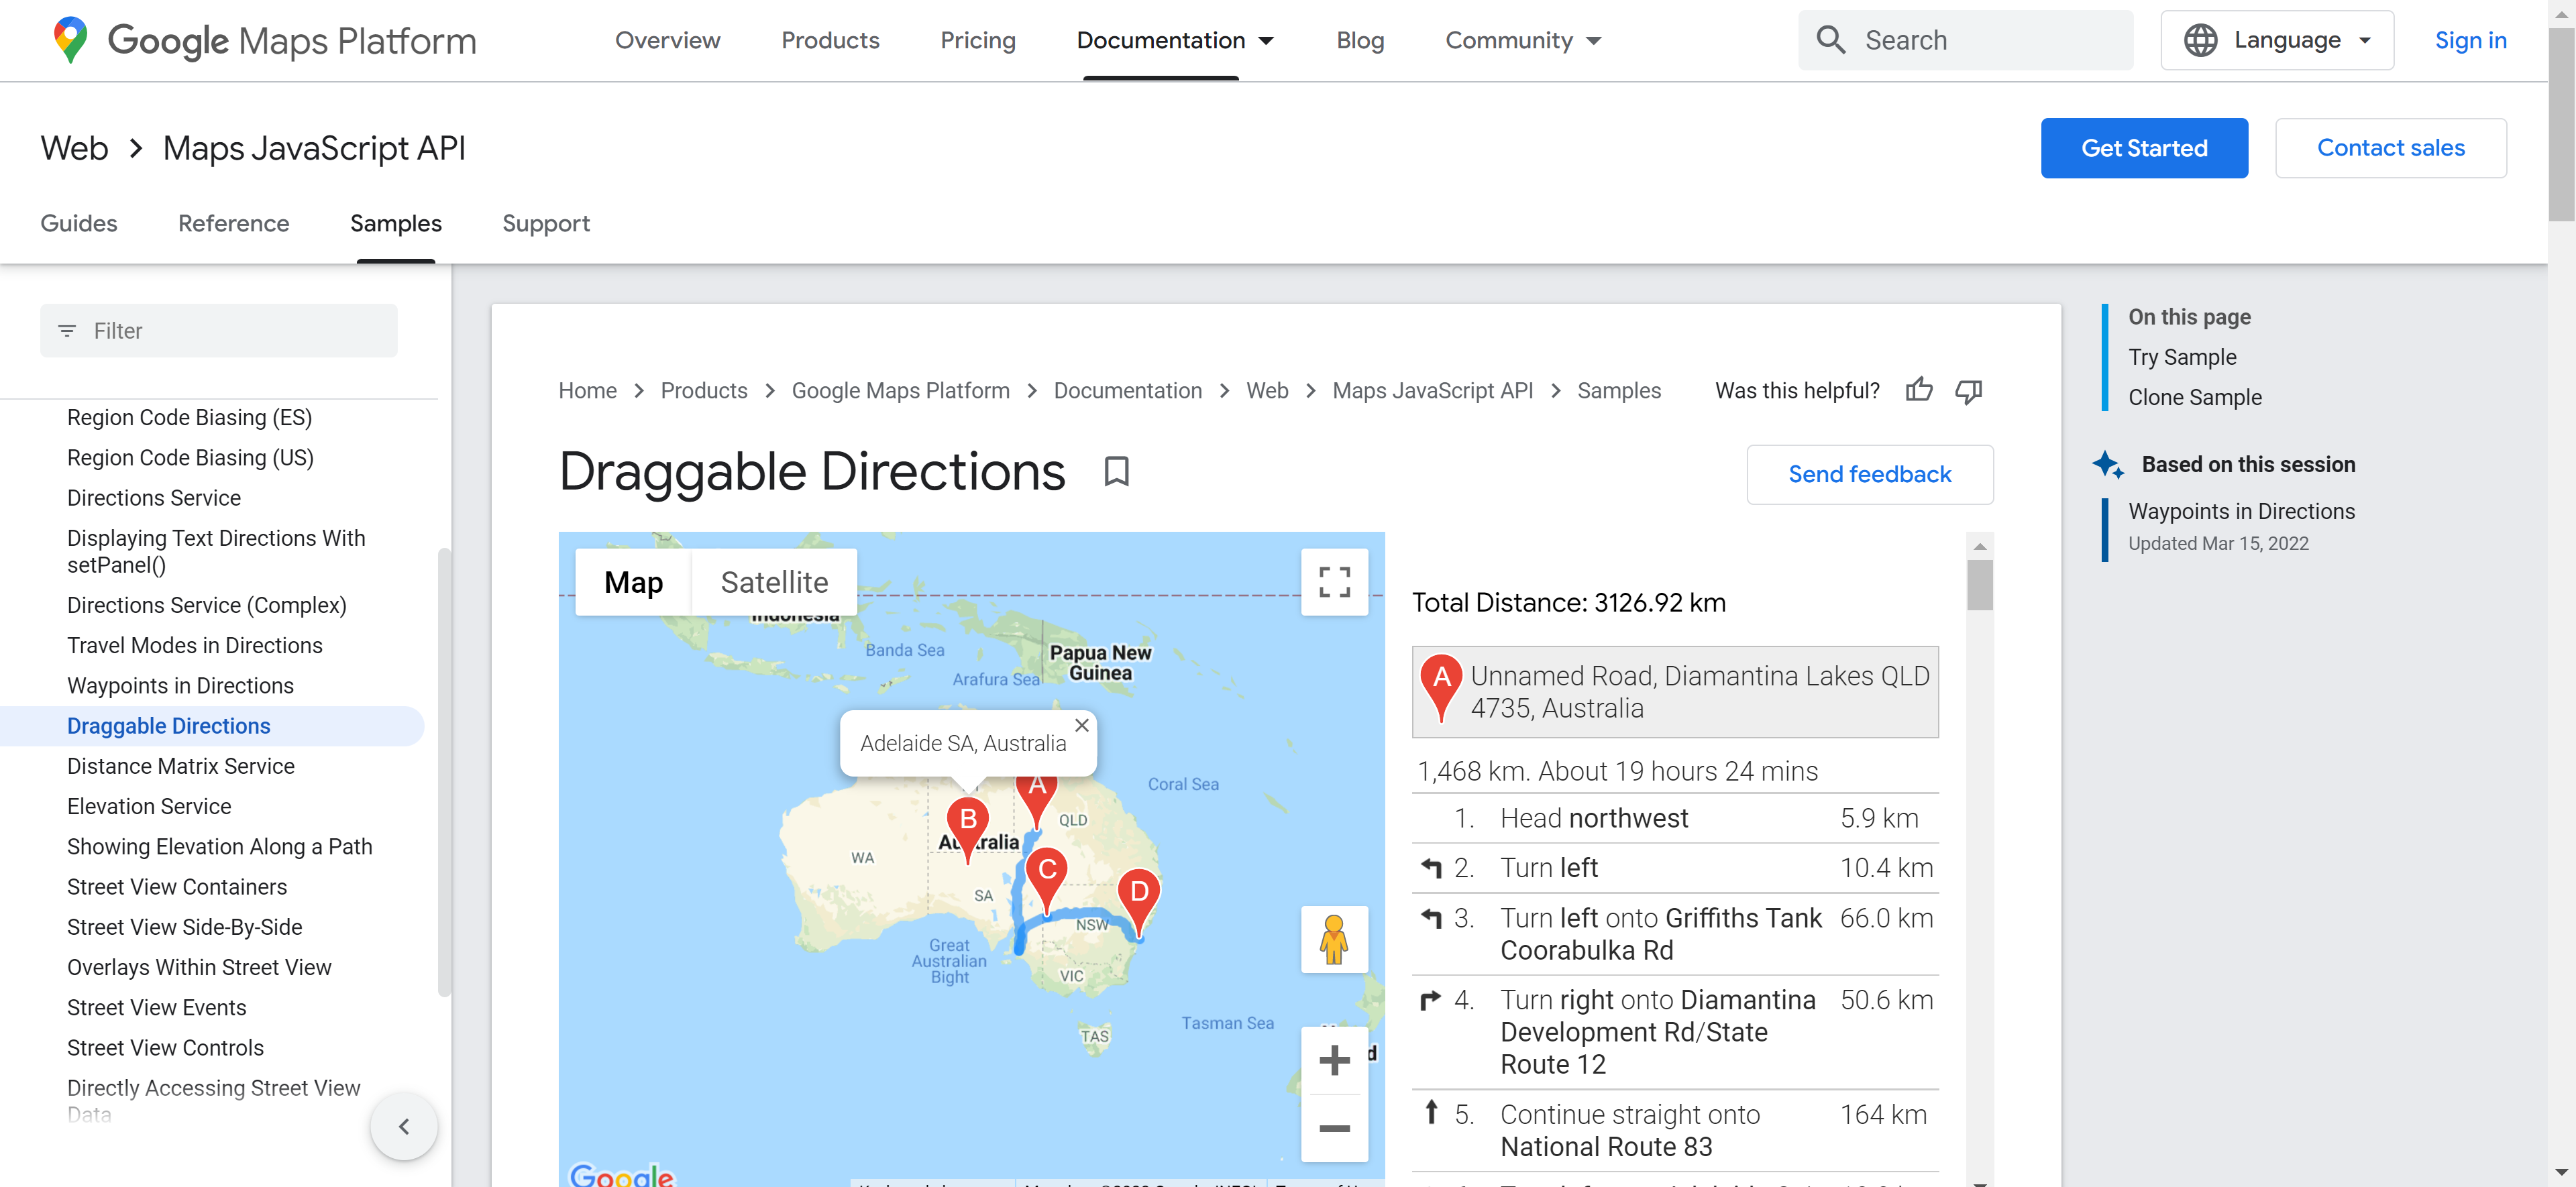 Google Maps Platform
Overview
Products
Pricing
Documentation
Blog
Community
Search
Language
Sign in
Web
Maps JavaScript API
Get Started
Contact sales
Guides
Reference
Samples
Support
Filter
Region Code Biasing (ES)
Region Code Biasing (US)
Directions Service
Displaying Text Directions With
setPanel()
Directions Service (Complex)
Travel Modes in Directions
Waypoints in Directions
Draggable Directions
Distance Matrix Service
Elevation Service
Showing Elevation Along a Path
Street View Containers
Street View Side-By-Side
Overlays Within Street View
Street View Events
Street View Controls
Directly Accessing Street View
Data
Home
Products
Google Maps Platform
Documentation
Web
Maps JavaScript API
Samples
Was this helpful?
Draggable Directions
Send feedback
Map
Satellite
Indonesia
Banda Sea
Arafura Sea
Papua New
Guinea
Adelaide SA, Australia
Coral Sea
A
B
C
D
QLD
Australia
WA
SA
NSW
Great
Australian
Bight
VIC
TAS
Tasman Sea
Google
Total Distance: 3126.92 km
A
Unnamed Road, Diamantina Lakes QLD
4735, Australia
1,468 km. About 19 hours 24 mins
1. Head northwest 5.9 km
2. Turn left 10.4 km
3. Turn left onto Griffiths Tank 66.0 km
Coorabulka Rd
4. Turn right onto Diamantina 50.6 km
Development Rd/State
Route 12
5. Continue straight onto 164 km
National Route 83
On this page
Try Sample
Clone Sample
Based on this session
Waypoints in Directions
Updated Mar 15, 2022